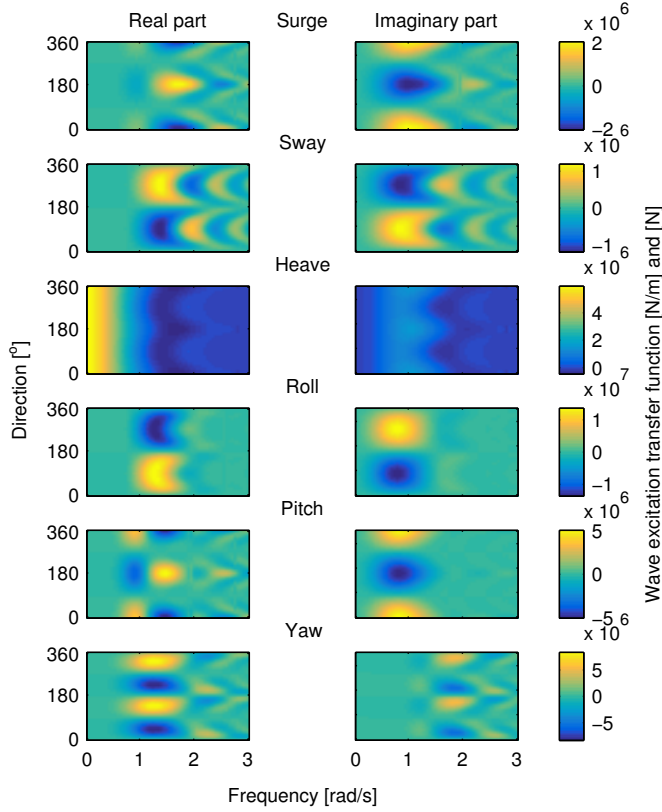 x 10^6
Real part Surge Imaginary part
360 2
180 0
0 -2
x 10^6
Sway
360 1
180 0
0 -1
x 10^6
Heave
360 4
180 2
0 0
x 10^7
Roll
360 1
180 0
0 -1
x 10^6
Pitch
360 5
180 0
0 -5
x 10^6
Yaw
360 5
180 0
0 -5
0 1 2 3 0 1 2 3
Frequency [rad/s]
Direction [°]
Wave excitation transfer function [N/m] and [N]